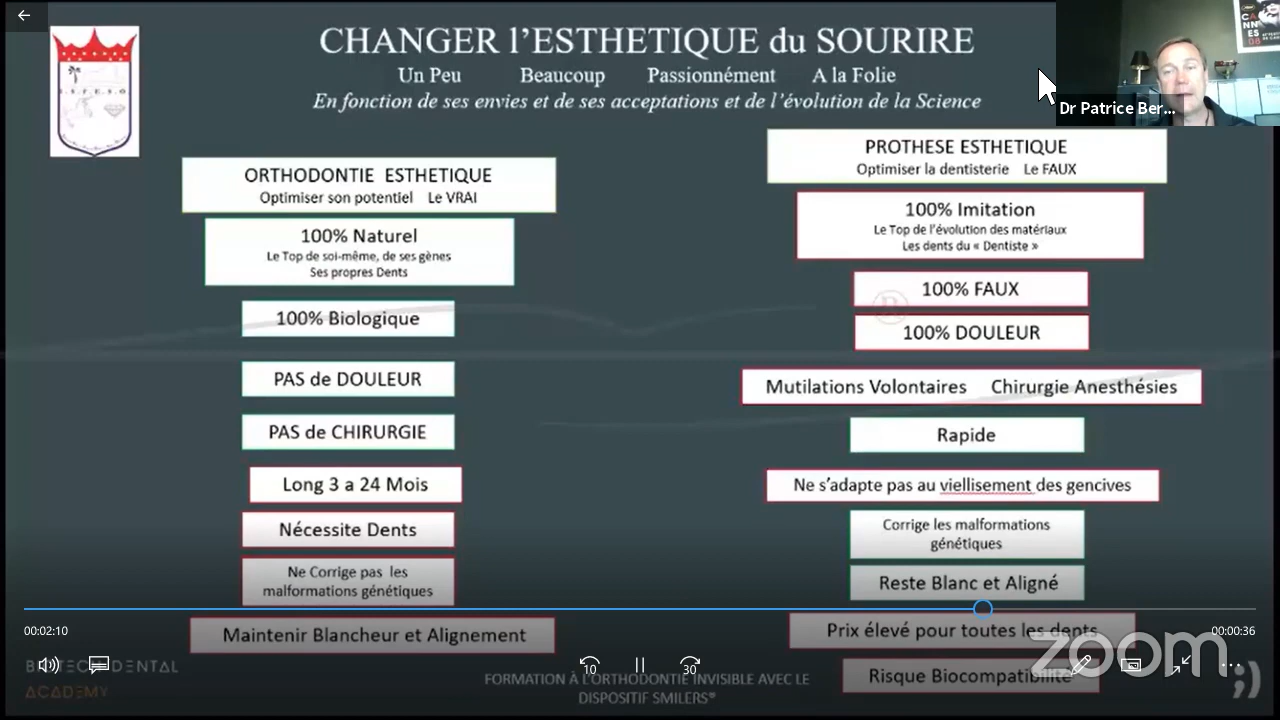 CHANGER l'ESTHETIQUE du SOURIRE
Un Peu Beaucoup Passionnément A la Folie
En fonction de ses envies et de ses acceptations et de l'évolution de la Science
I.S.F.E.S.O
CANNES
08
Dr Patrice Ber...
ORTHODONTIE ESTHETIQUE
Optimiser son potentiel Le VRAI
100% Naturel
Le Top de soi-même, de ses gènes
Ses propres Dents
100% Biologique
PAS de DOULEUR
PAS de CHIRURGIE
Long 3 a 24 Mois
Nécessite Dents
Ne Corrige pas les
malformations génétiques
Maintenir Blancheur et Alignement
PROTHESE ESTHETIQUE
Optimiser la dentisterie Le FAUX
100% Imitation
Le Top de l'évolution des matériaux
Les dents du « Dentiste »
100% FAUX
100% DOULEUR
Mutilations Volontaires Chirurgie Anesthésies
Rapide
Ne s'adapte pas au viellisement des gencives
Corrige les malformations
génétiques
Reste Blanc et Aligné
Prix élevé pour toutes les dents
Risque Biocompatibilité
00:02:10
00:00:36
10
30
zoom
BIOTECH DENTAL
ACADEMY
FORMATION À L'ORTHODONTIE INVISIBLE AVEC LE
DISPOSITIF SMILERS®